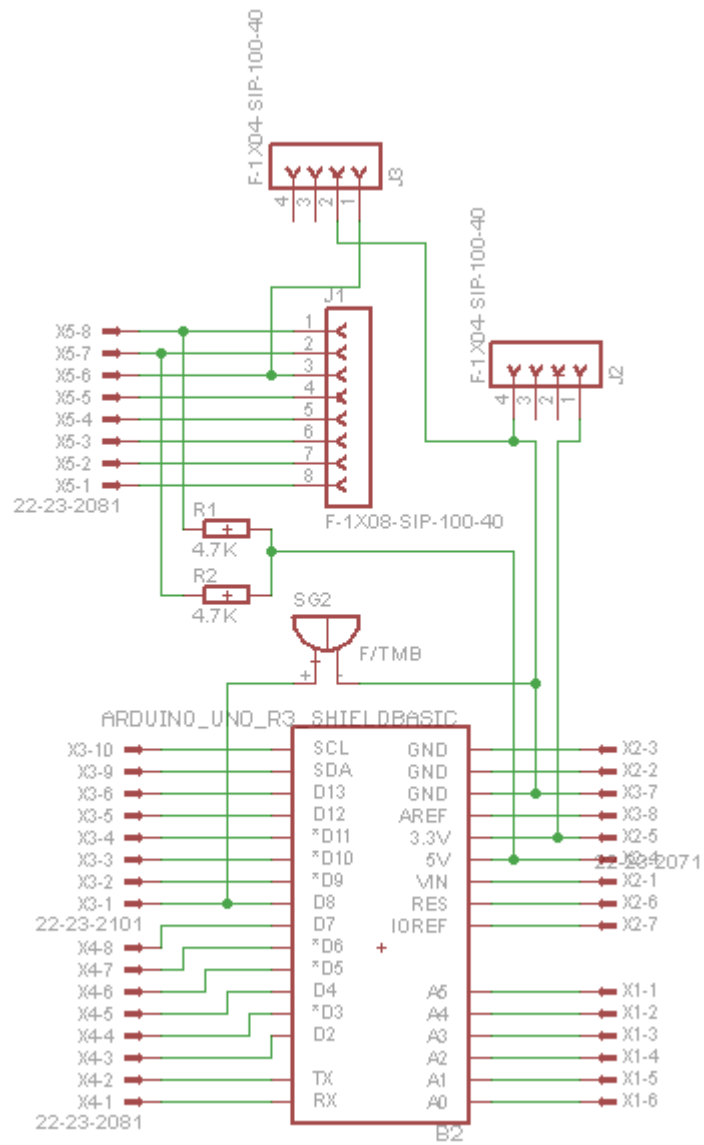 F-1X04-SIP-100-40
J3
4 3 2 1
F-1X04-SIP-100-40
J2
4 3 2 1
J1
X5-8 1
X5-7 2
X5-6 3
X5-5 4
X5-4 5
X5-3 6
X5-2 7
X5-1 8
22-23-2081
F-1X08-SIP-100-40
R1
4.7K
R2
4.7K
SG2
F/TMB
+ -
ARDUINO_UNO_R3_SHIELDBASIC
X3-10 SCL GND X2-3
X3-9 SDA GND X2-2
X3-6 D13 GND X3-7
X3-5 D12 AREF X3-8
X3-4 *D11 3.3V X2-5
X3-3 *D10 5V X2-4
22-23-2071
X3-2 *D9 VIN X2-1
X3-1 D8 RES X2-6
22-23-2101
D7 IOREF X2-7
X4-8 *D6
X4-7 *D5
X4-6 D4 A5 X1-1
X4-5 *D3 A4 X1-2
X4-4 D2 A3 X1-3
X4-3 A2 X1-4
X4-2 TX A1 X1-5
X4-1 RX A0 X1-6
22-23-2081
B2